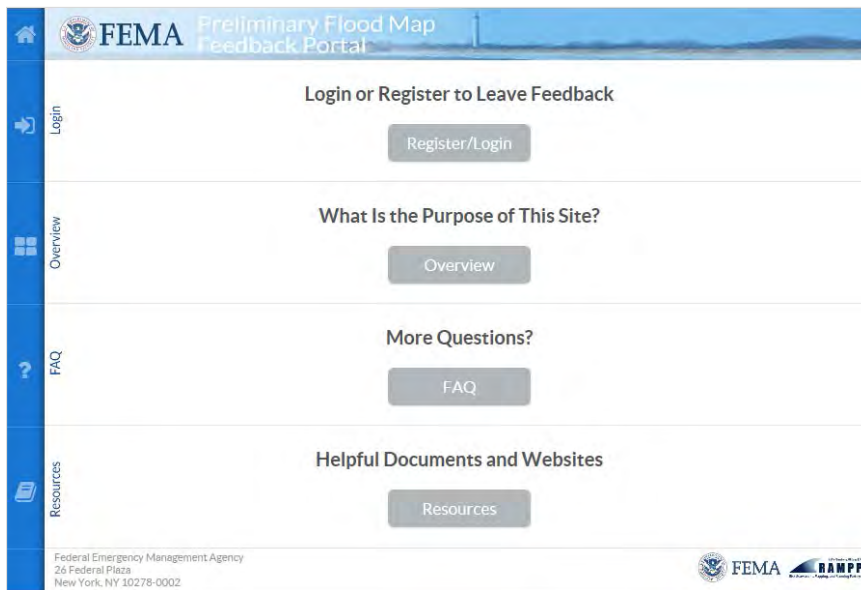 FEMA
Preliminary Flood Map
Feedback Portal
Login
Login or Register to Leave Feedback
Register/Login
Overview
What Is the Purpose of This Site?
Overview
FAQ
More Questions?
FAQ
Resources
Helpful Documents and Websites
Resources
Federal Emergency Management Agency
26 Federal Plaza
New York, NY 10278-0002
FEMA
RAMPP